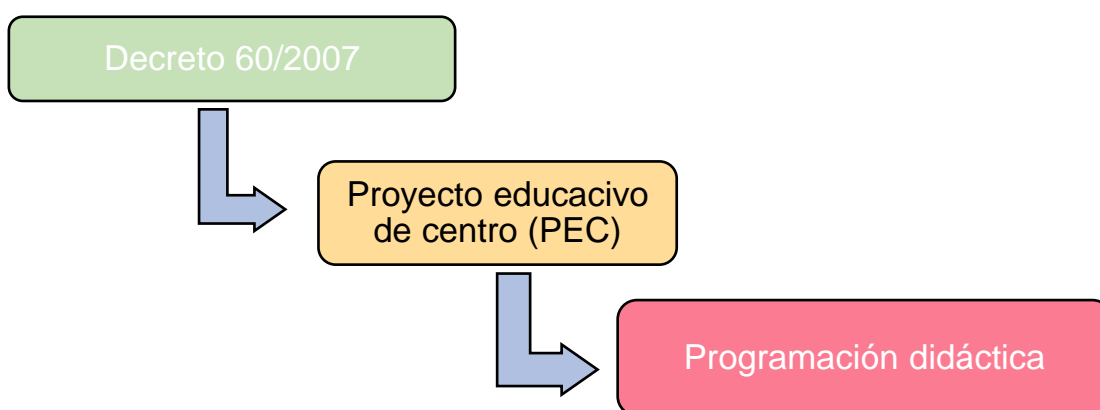 Decreto 60/2007
Proyecto educacivo
de centro (PEC)
Programación didáctica